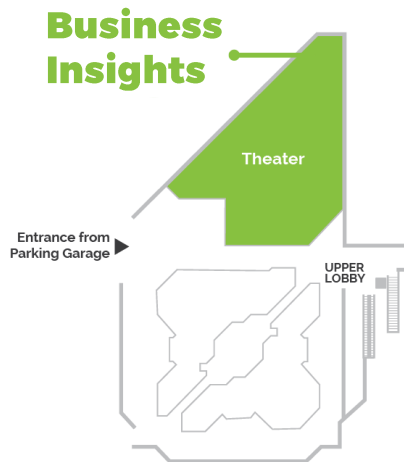 Business
Insights
Theater
Entrance from
Parking Garage
UPPER
LOBBY